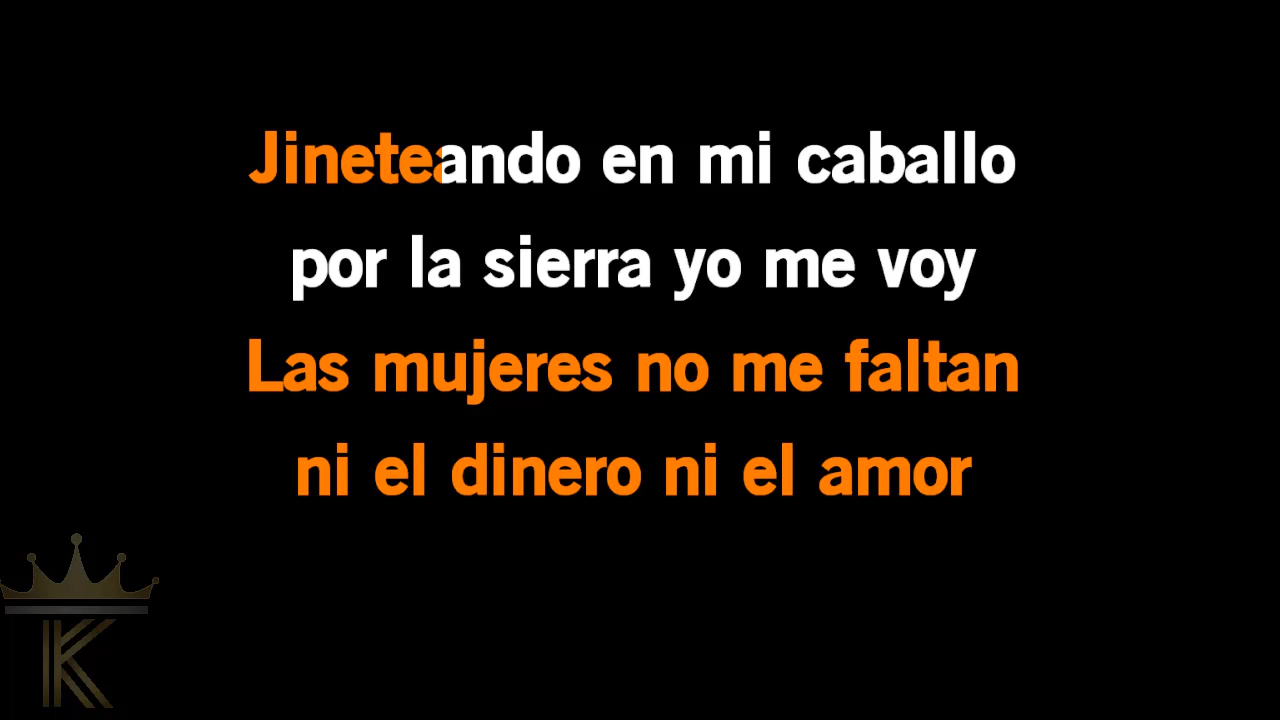 Jineteando en mi caballo
por la sierra yo me voy
Las mujeres no me faltan
ni el dinero ni el amor
K